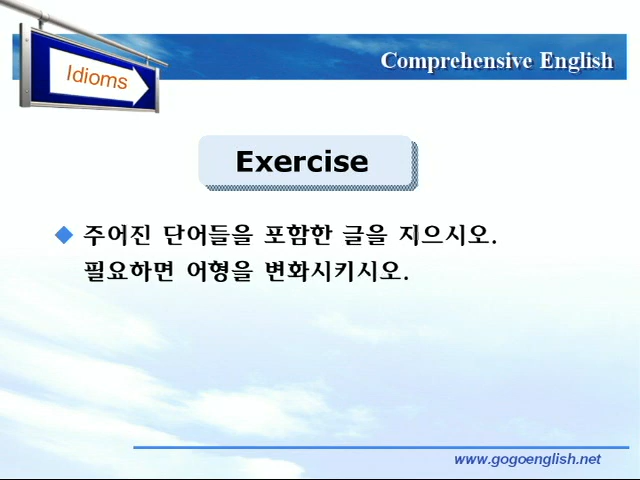 Idioms
Comprehensive English
Exercise
주어진 단어들을 포함한 글을 지으시오.
필요하면 어형을 변화시키시오.
www.gogoenglish.net